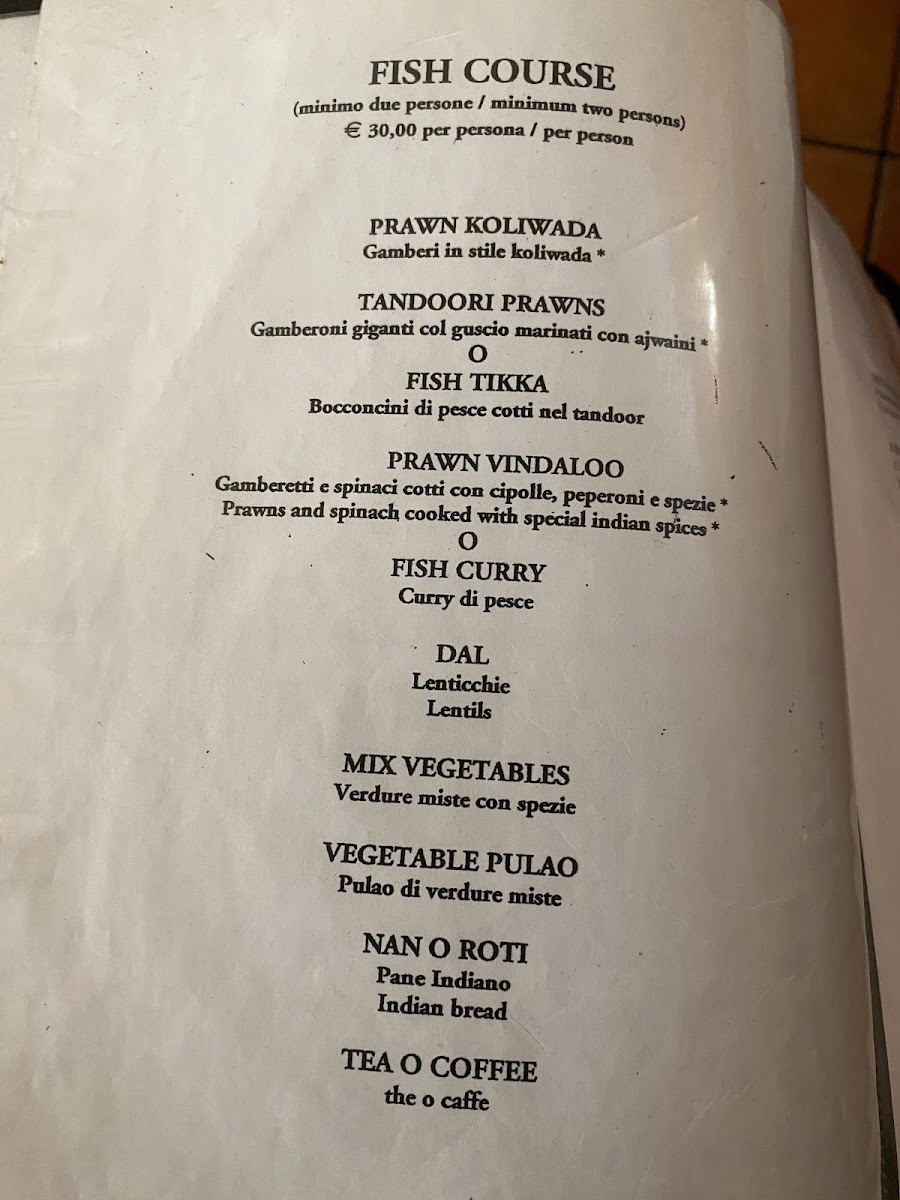 FISH COURSE
(minimo due persone / minimum two persons)
€ 30,00 per persona / per person
PRAWN KOLIWADA
Gamberi in stile koliwada *
TANDOORI PRAWNS
Gamberoni giganti col guscio marinati con ajwaini *
O
FISH TIKKA
Bocconcini di pesce cotti nel tandoor
PRAWN VINDALOO
Gamberetti e spinaci cotti con cipolle, peperoni e spezie *
Prawns and spinach cooked with special indian spices *
O
FISH CURRY
Curry di pesce
DAL
Lenticchie
Lentils
MIX VEGETABLES
Verdure miste con spezie
VEGETABLE PULAO
Pulao di verdure miste
NAN O ROTI
Pane Indiano
Indian bread
TEA O COFFEE
the o caffe